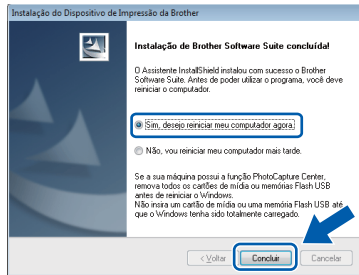 Instalação do Dispositivo de Impressão da Brother
Instalação de Brother Software Suite concluída!
O Assistente InstallShield instalou com sucesso o Brother
Software Suite. Antes de poder utilizar o programa, você deve
reiniciar o computador.
Sim, desejo reiniciar meu computador agora.
Não, vou reiniciar meu computador mais tarde.
Se a sua máquina possui a função PhotoCapture Center,
remova todos os cartões de mídia ou memórias Flash USB
antes de reiniciar o Windows.
Não insira um cartão de mídia ou uma memória Flash USB até
que o Windows tenha sido totalmente carregado.
< Voltar
Concluir
Cancelar